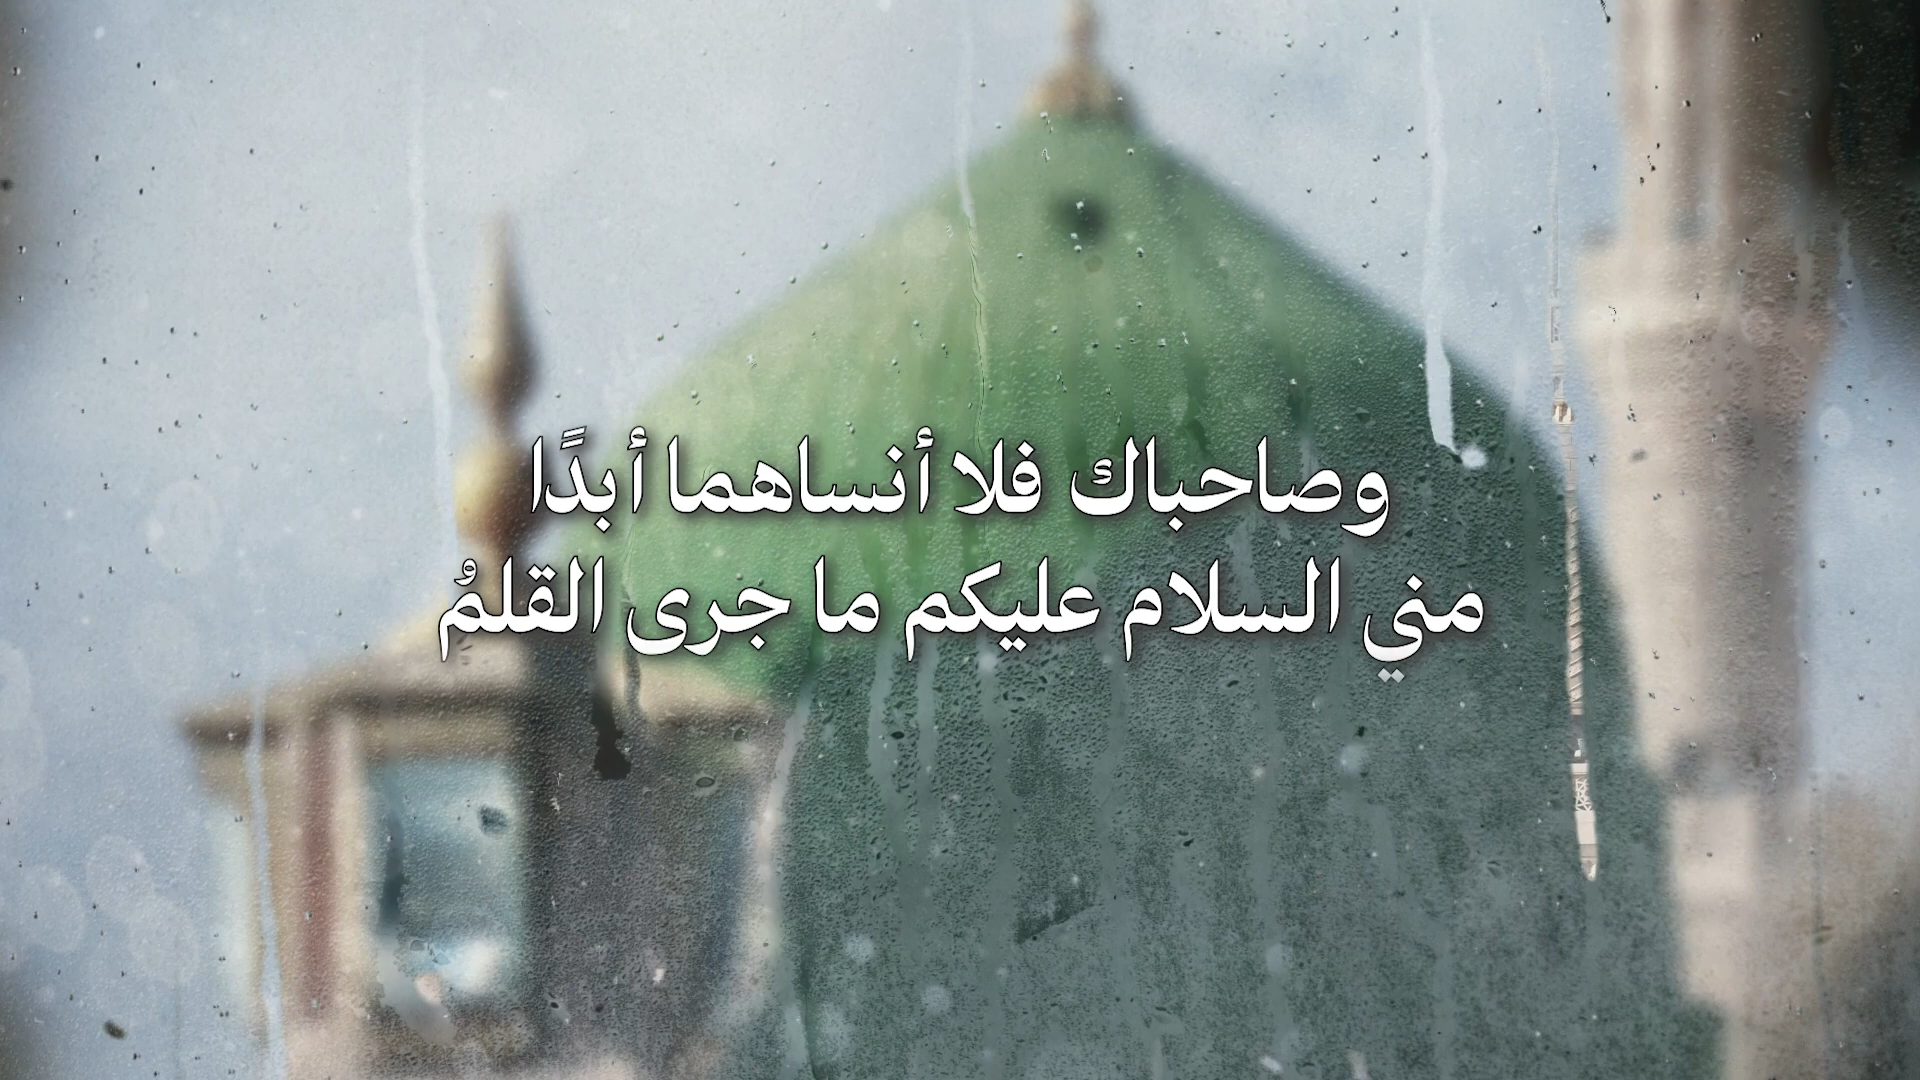 وصاحباك فلا أنساهما أبدًا
مني السلام عليكم ما جرى القلمُ